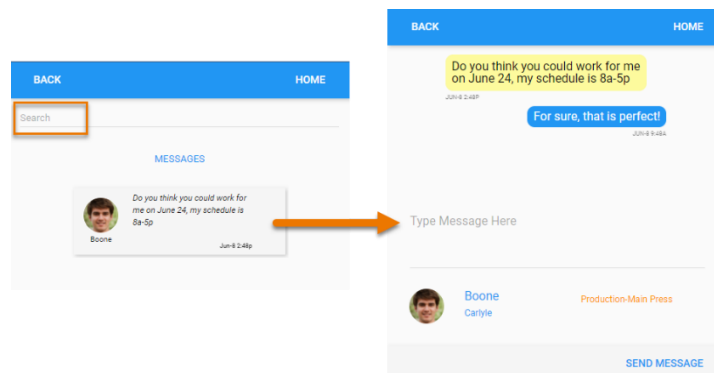 BACK HOME
Search
MESSAGES
Do you think you could work for
me on June 24, my schedule is
8a-5p
Boone
Jun-8 2:48p
BACK HOME
Do you think you could work for me
on June 24, my schedule is 8a-5p
JUN-8 2:48P
For sure, that is perfect!
JUN-8 9:48A
Type Message Here
Boone
Production-Main Press
Carlyle
SEND MESSAGE